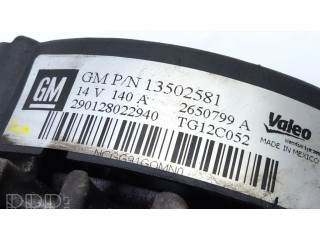 GM
GM P/N 13502581
14 V 140 A 2650799 A
290128022940 TG12C052
Valeo
MADE IN MEXICO